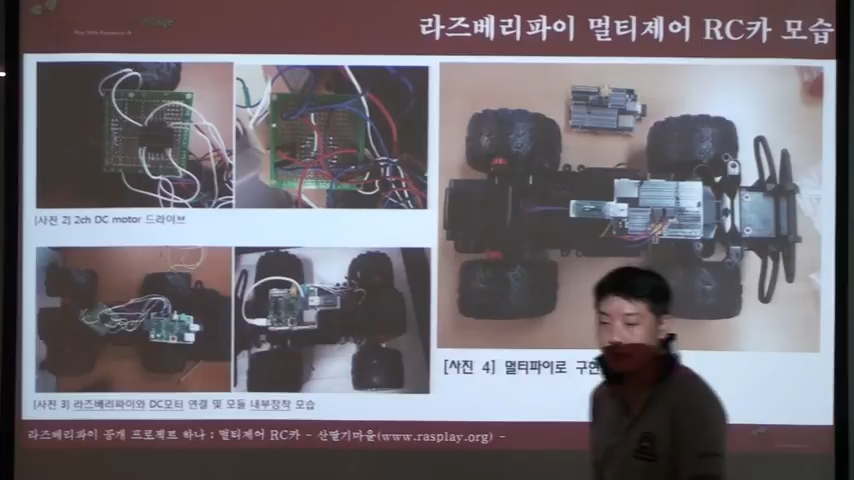 라즈베리파이 멀티제어 RC카 모습
[사진 2] 2ch DC motor 드라이브
[사진 3] 라즈베리파이와 DC모터 연결 및 모듈 내부장착 모습
[사진 4] 멀티파이로 구현
라즈베리파이 공개 프로젝트 하나 : 멀티제어 RC카 - 산딸기마을(www.rasplay.org) -